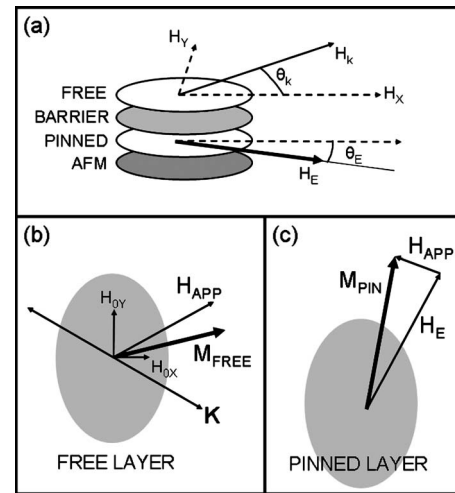 (a)
H_Y
H_k
θ_k
FREE
H_X
BARRIER
PINNED
θ_E
AFM
H_E
(b)
H_APP
H_0Y
M_FREE
H_0X
K
FREE LAYER
(c)
H_APP
M_PIN
H_E
PINNED LAYER